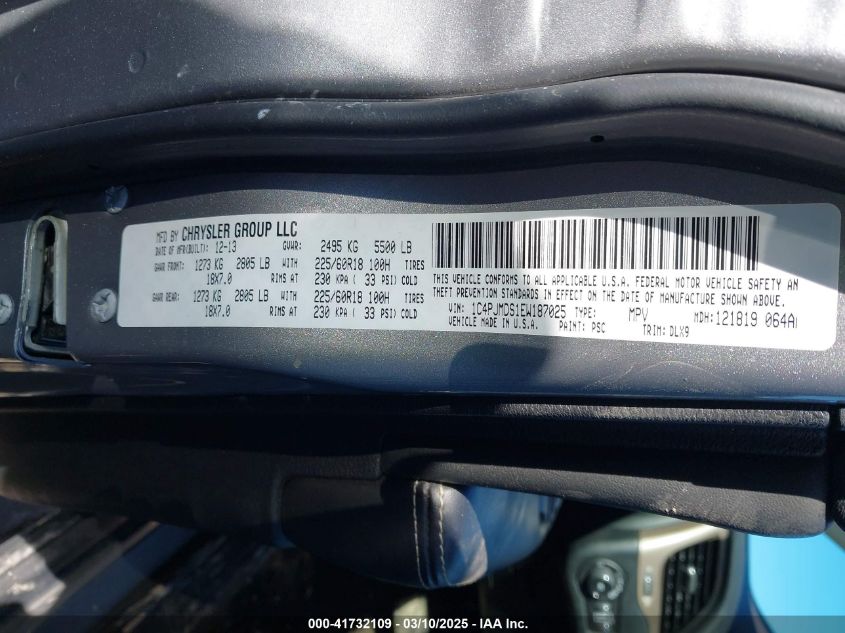 MFD BY CHRYSLER GROUP LLC
DATE OF MFR(BUILT): 12-13 GVWR: 2495 KG 5500 LB
GAWR FRONT: 1273 KG 2805 LB WITH 225/60R18 100H TIRES
18X7.0 RIMS AT 230 KPA ( 33 PSI) COLD
GAWR REAR: 1273 KG 2805 LB WITH 225/60R18 100H TIRES
18X7.0 RIMS AT 230 KPA ( 33 PSI) COLD
THIS VEHICLE CONFORMS TO ALL APPLICABLE U.S.A. FEDERAL MOTOR VEHICLE SAFETY AN
THEFT PREVENTION STANDARDS IN EFFECT ON THE DATE OF MANUFACTURE SHOWN ABOVE.
VIN: 1C4PJMDS1EW187025 TYPE: MPV MDH: 121819 064A
VEHICLE MADE IN U.S.A. PAINT: PSC TRIM: DLX9
000-41732109 - 03/10/2025 - IAA Inc.